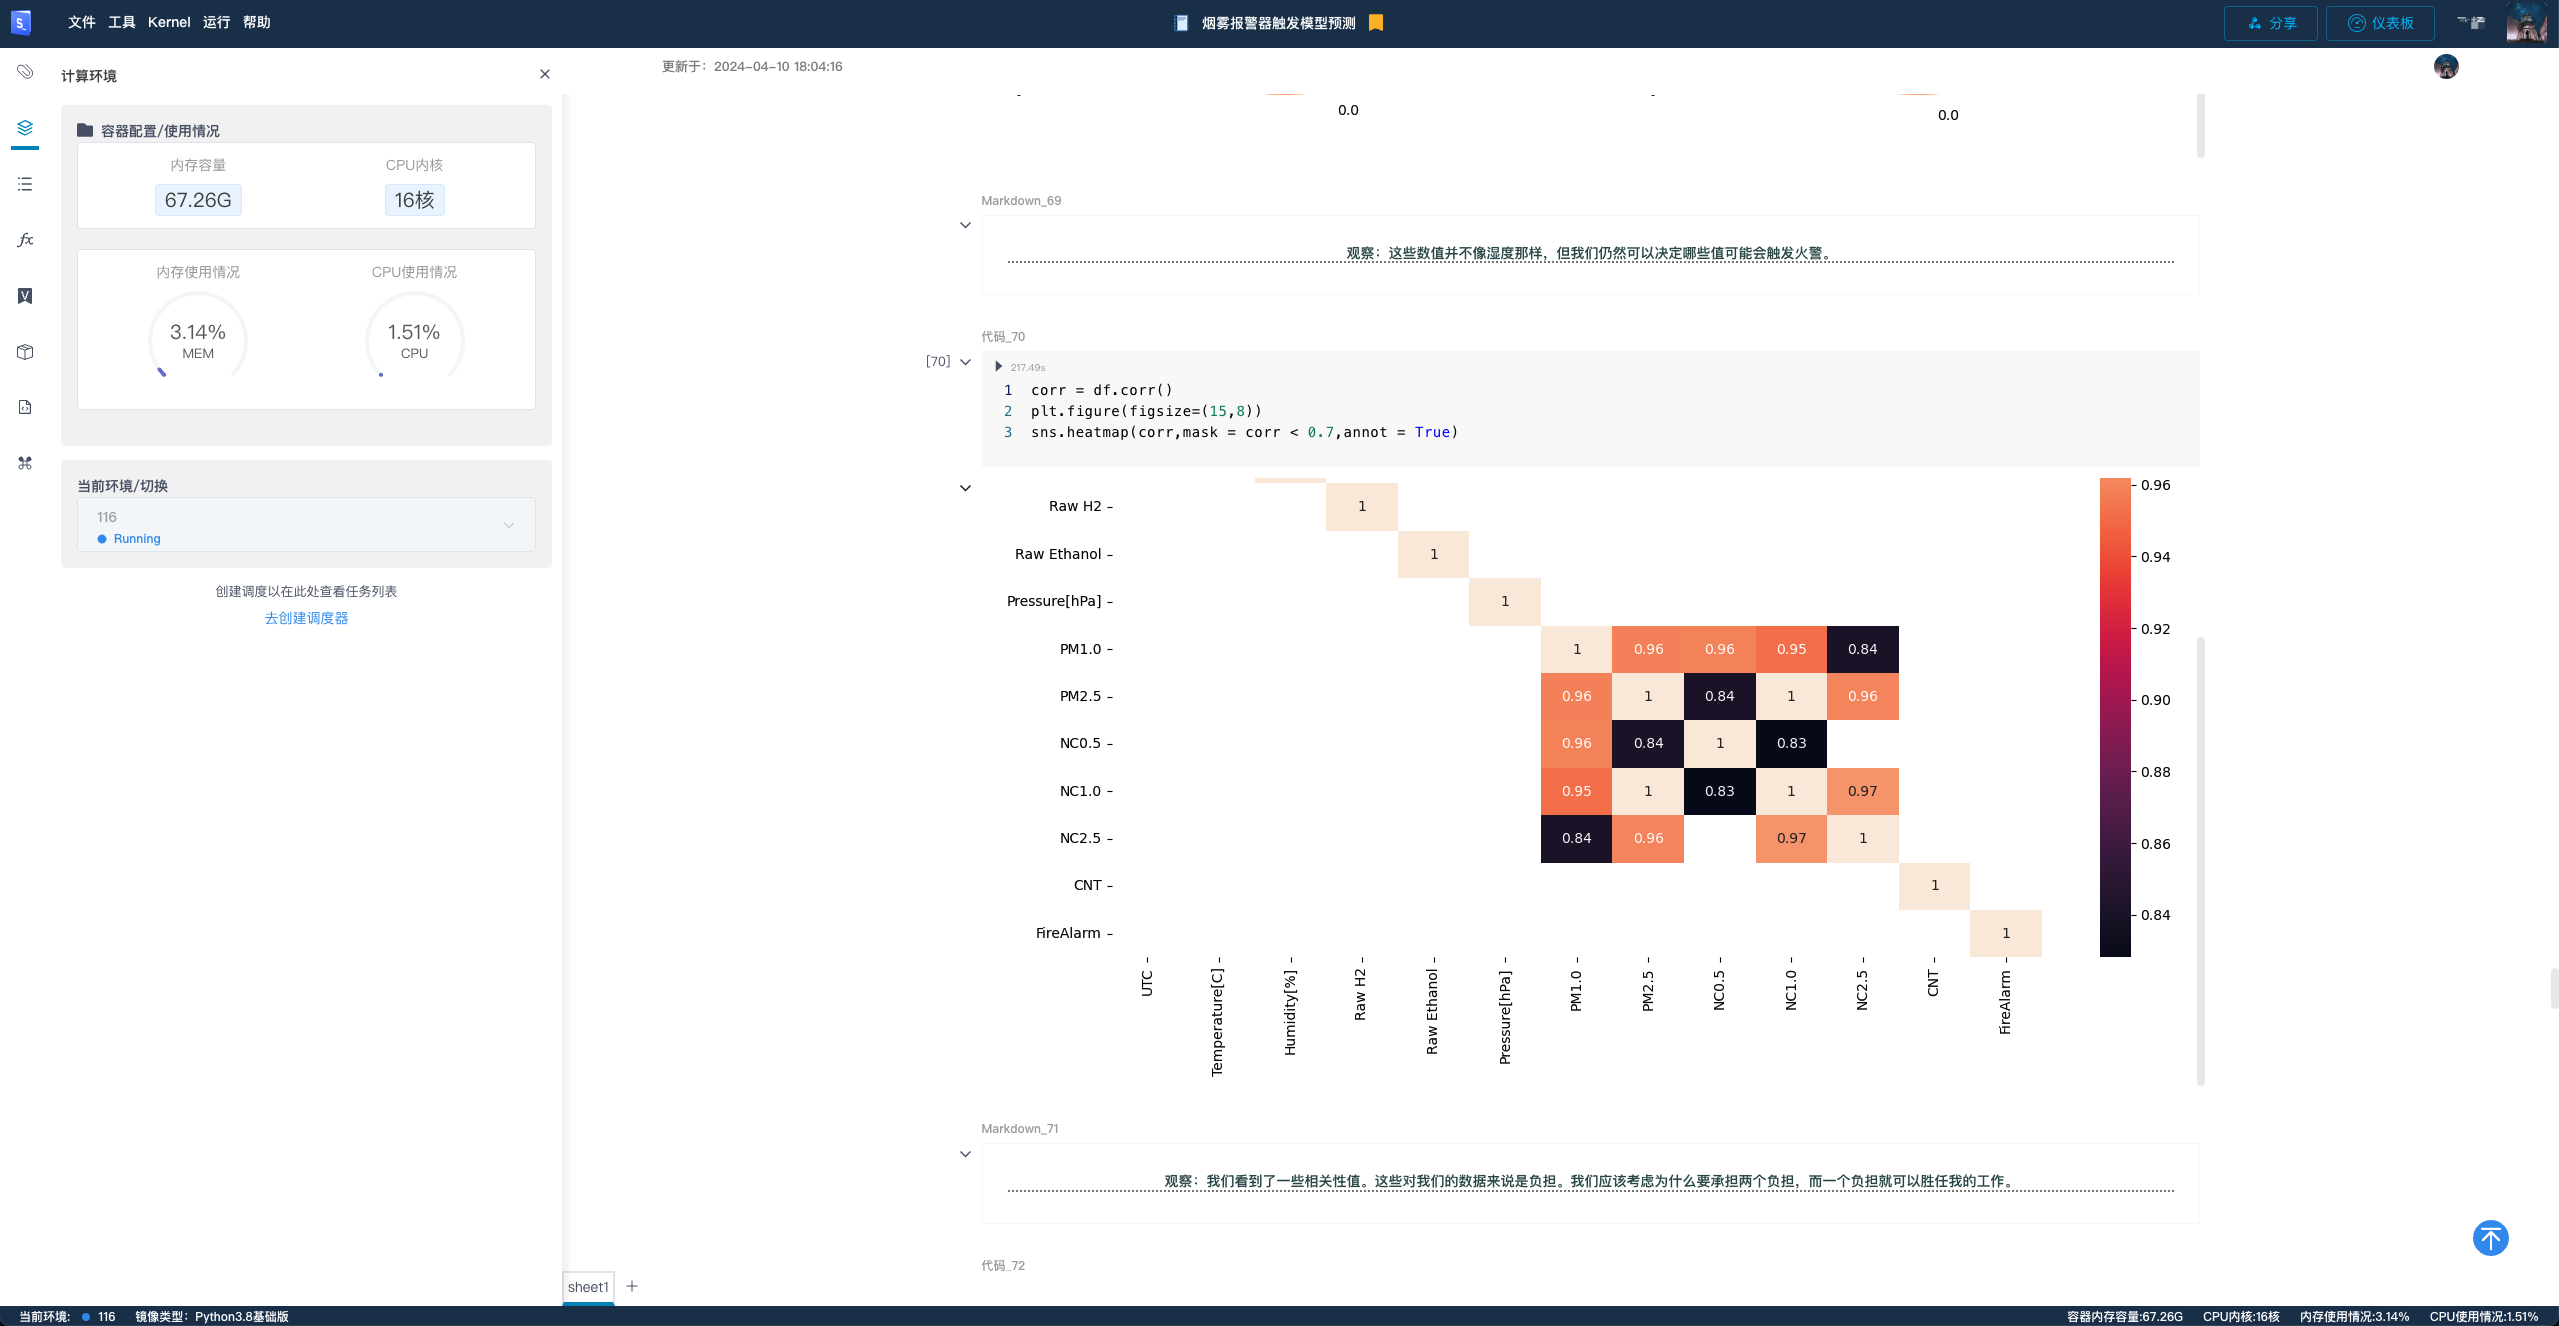 文件 工具 Kernel 运行 帮助
烟雾报警器触发模型预测
分享 仪表板
计算环境
更新于：2024-04-10 18:04:16
容器配置/使用情况
内存容量 CPU内核
67.26G 16核
内存使用情况 CPU使用情况
3.14% 1.51%
MEM CPU
当前环境/切换
116
Running
创建调度以在此处查看任务列表
去创建调度器
0.0 0.0
Markdown_69
观察：这些数值并不像湿度那样，但我们仍然可以决定哪些值可能会触发火警。
代码_70
[70]
217.49s
1 corr = df.corr()
2 plt.figure(figsize=(15,8))
3 sns.heatmap(corr,mask = corr < 0.7,annot = True)
Raw H2 1
Raw Ethanol 1
Pressure[hPa] 1
PM1.0 1 0.96 0.96 0.95 0.84
PM2.5 0.96 1 0.84 1 0.96
NC0.5 0.96 0.84 1 0.83
NC1.0 0.95 1 0.83 1 0.97
NC2.5 0.84 0.96 0.97 1
CNT 1
FireAlarm 1
UTC Temperature[C] Humidity[%] Raw H2 Raw Ethanol Pressure[hPa] PM1.0 PM2.5 NC0.5 NC1.0 NC2.5 CNT FireAlarm
0.96
0.94
0.92
0.90
0.88
0.86
0.84
Markdown_71
观察：我们看到了一些相关性值。这些对我们的数据来说是负担。我们应该考虑为什么要承担两个负担，而一个负担就可以胜任我的工作。
代码_72
sheet1 +
当前环境: 116 镜像类型：Python3.8基础版
容器内存容量:67.26G CPU内核:16核 内存使用情况:3.14% CPU使用情况:1.51%